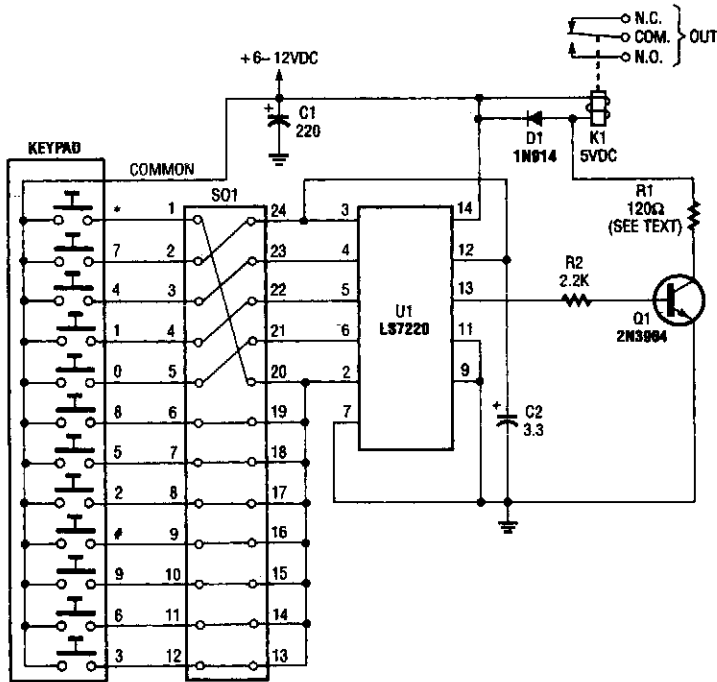 N.C.
COM.
N.O.
OUT
+6–12VDC
+
C1
220
D1
1N914
K1
5VDC
KEYPAD
COMMON
SO1
R1
120Ω
(SEE TEXT)
* 1 24 3 14
7 2 23 4 12
4 3 22 5 13
1 4 21 6 11
0 5 20 2 9
8 6 19 7
5 7 18
2 8 17
# 9 16
9 10 15
6 11 14
3 12 13
U1
LS7220
R2
2.2K
Q1
2N3904
+
C2
3.3